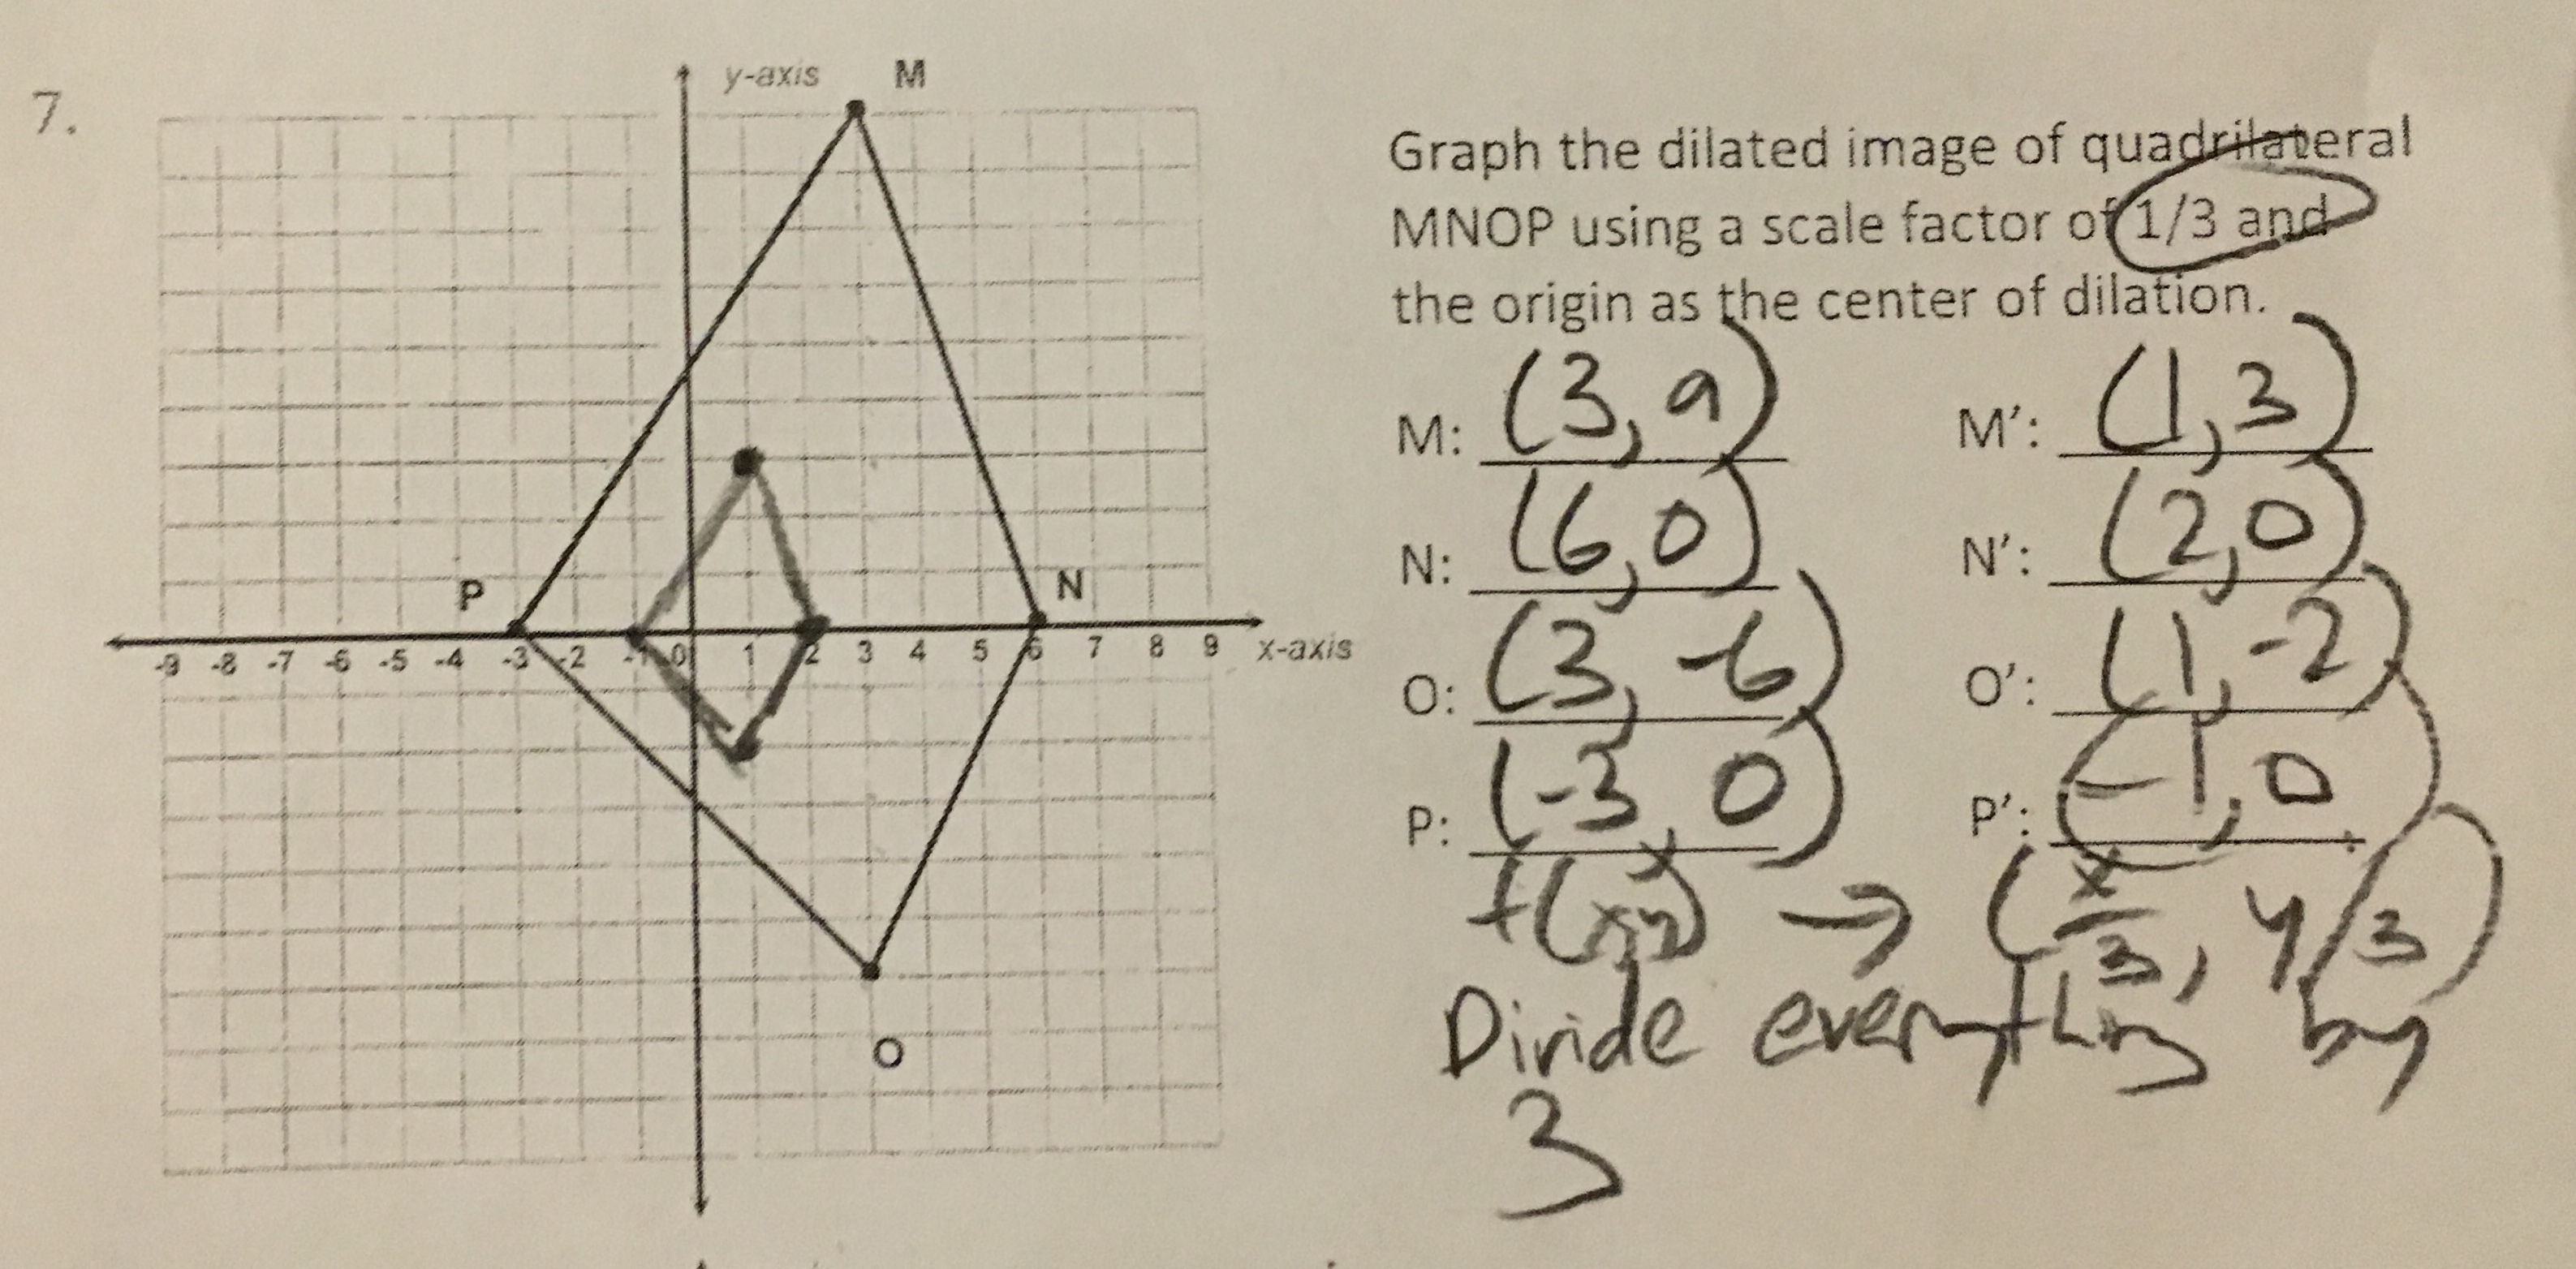 7.
y-axis
M
P
N
-9 -8 -7 -6 -5 -4 -3 -2 -1 0 1 2 3 4 5 6 7 8 9 x-axis
O
Graph the dilated image of quadrilateral
MNOP using a scale factor of 1/3 and
the origin as the center of dilation.
M: (3, 9) M′: (1, 3)
N: (6, 0) N′: (2, 0)
O: (3, -6) O′: (1, -2)
P: (-3, 0) P′: (-1, 0)
f(x, y) → (x/3, y/3)
Divide everything by
3